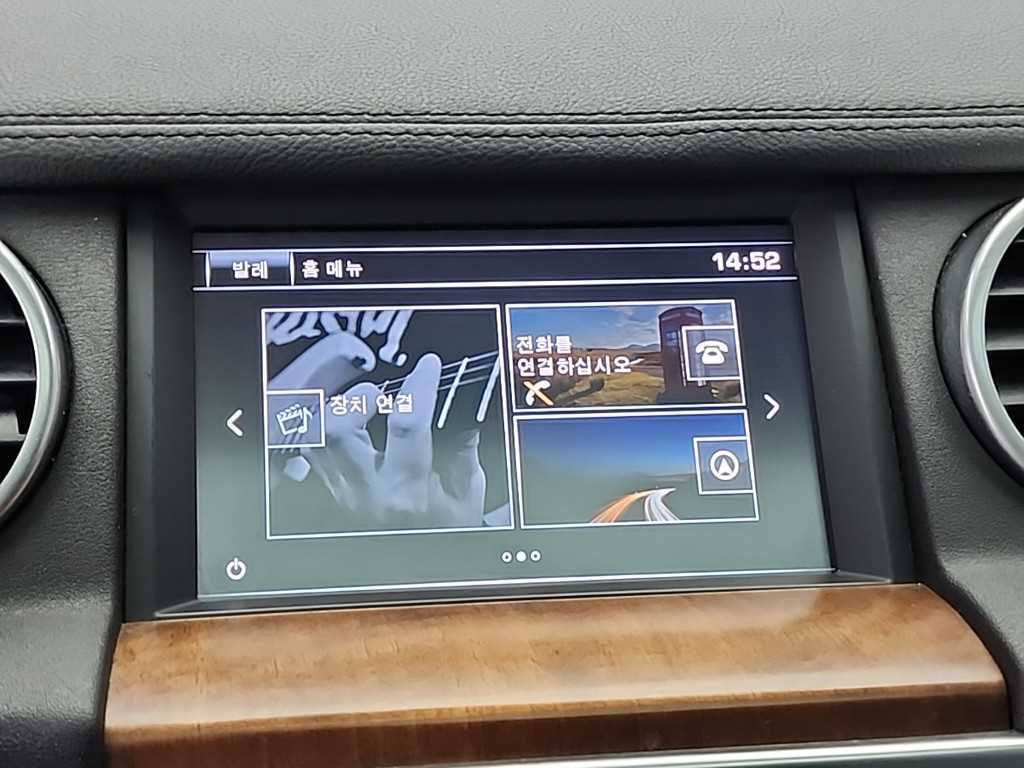 발레
홈 메뉴
14:52
장치 연결
전화를
연결하십시오